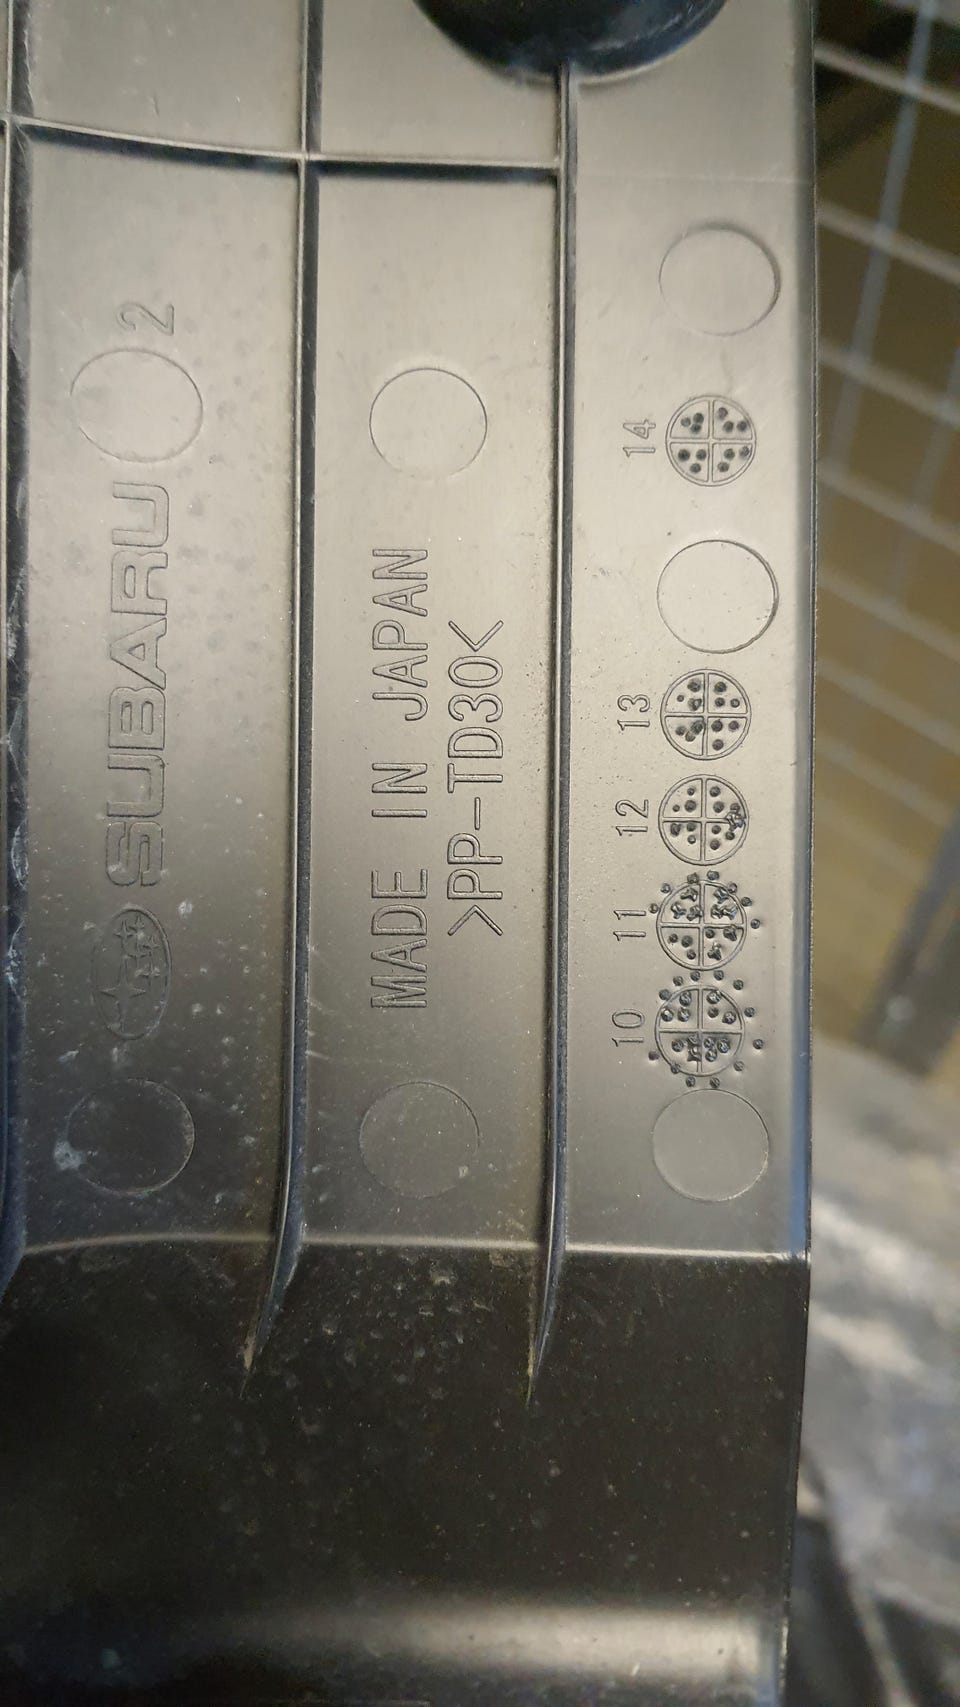 SUBARU 2
MADE IN JAPAN
>PP-TD30<
10 11 12 13 14